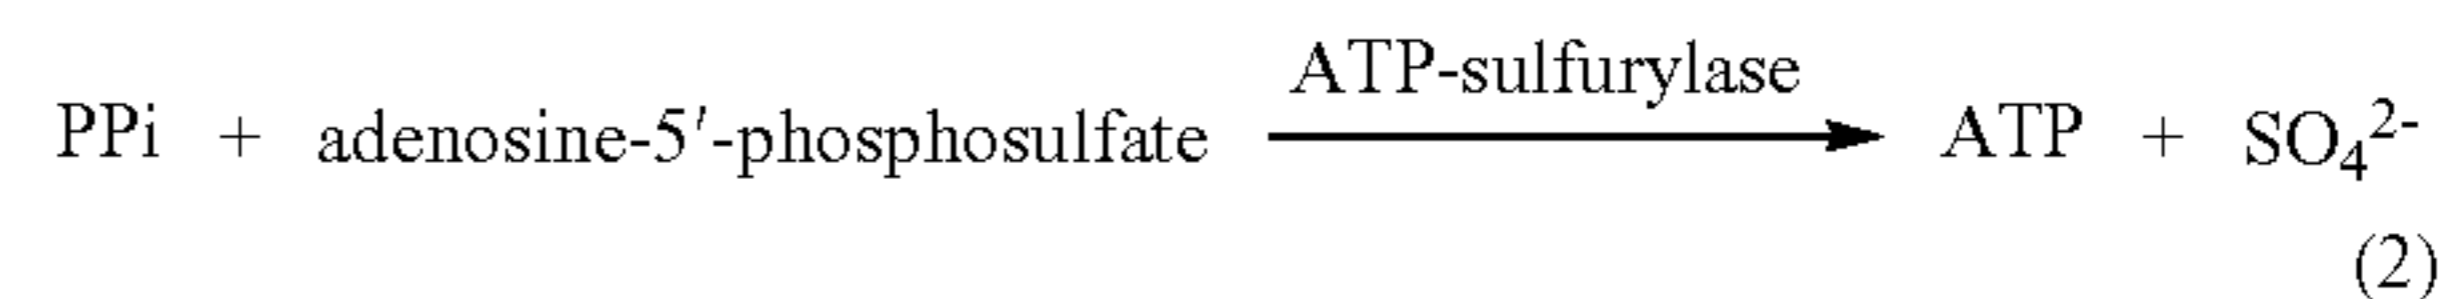 ATP-sulfurylase
PPi + adenosine-5′-phosphosulfate ⟶ ATP + SO₄²⁻
(2)